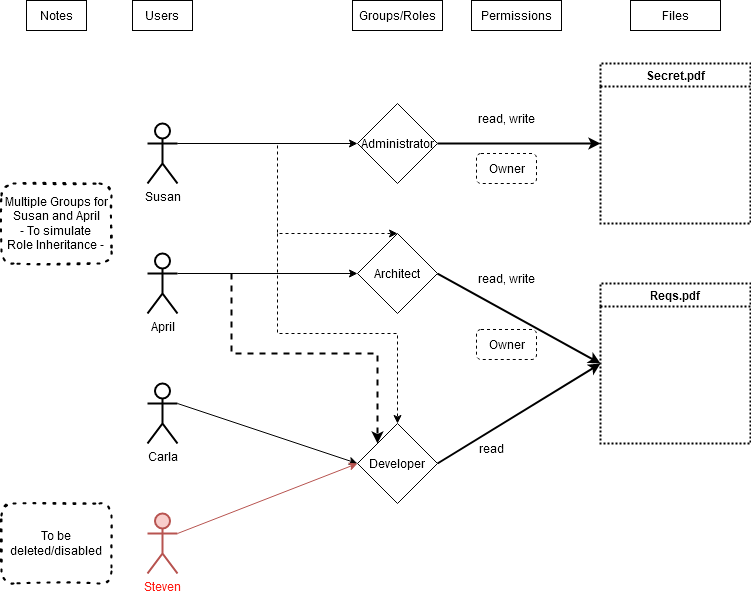 Notes
Users
Groups/Roles
Permissions
Files
Secret.pdf
read, write
Administrator
Owner
Susan
Multiple Groups for
Susan and April
- To simulate
Role Inheritance -
Architect
read, write
Reqs.pdf
April
Owner
Carla
Developer
read
To be
deleted/disabled
Steven